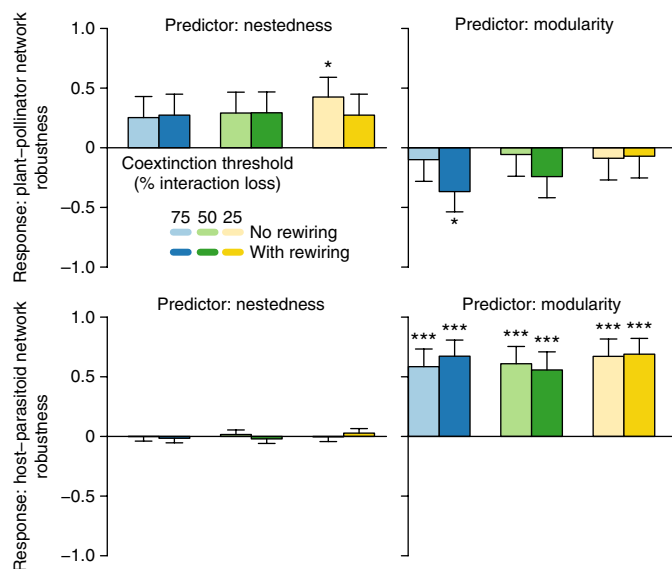 Predictor: nestedness
Predictor: modularity
Response: plant–pollinator network
robustness
1.0
0.5
0
−0.5
−1.0
*
*
Coextinction threshold
(% interaction loss)
75 50 25
No rewiring
With rewiring
Predictor: nestedness
Predictor: modularity
Response: host–parasitoid network
robustness
1.0
0.5
0
−0.5
−1.0
*** *** *** *** *** ***